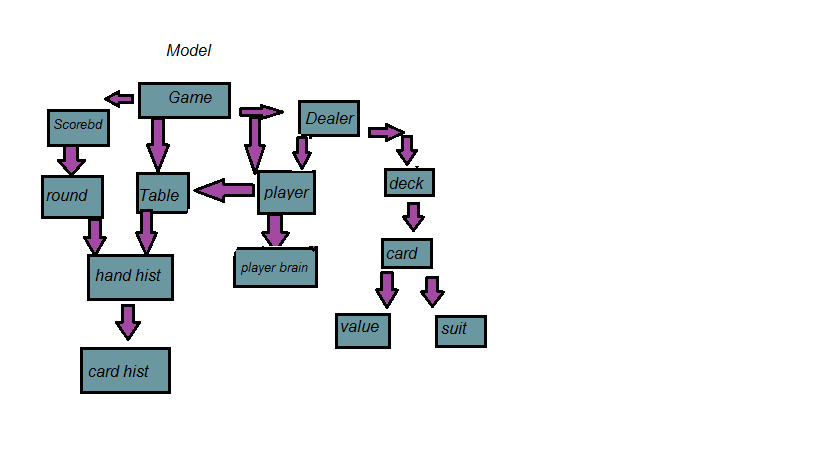 Model
Game
Scorebd
Dealer
round
Table
player
deck
hand hist
player brain
card
value
suit
card hist